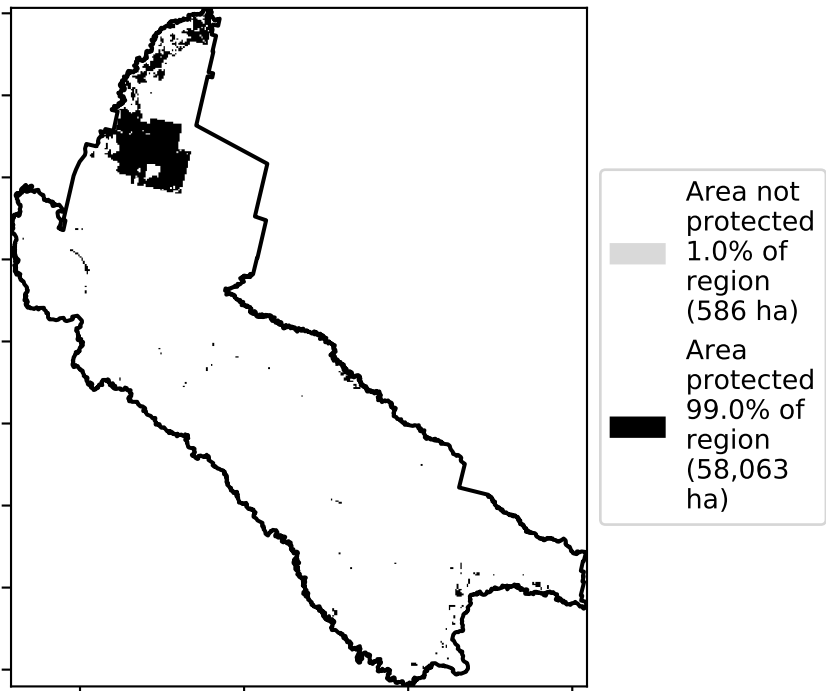 Area not
protected
1.0% of
region
(586 ha)
Area
protected
99.0% of
region
(58,063
ha)